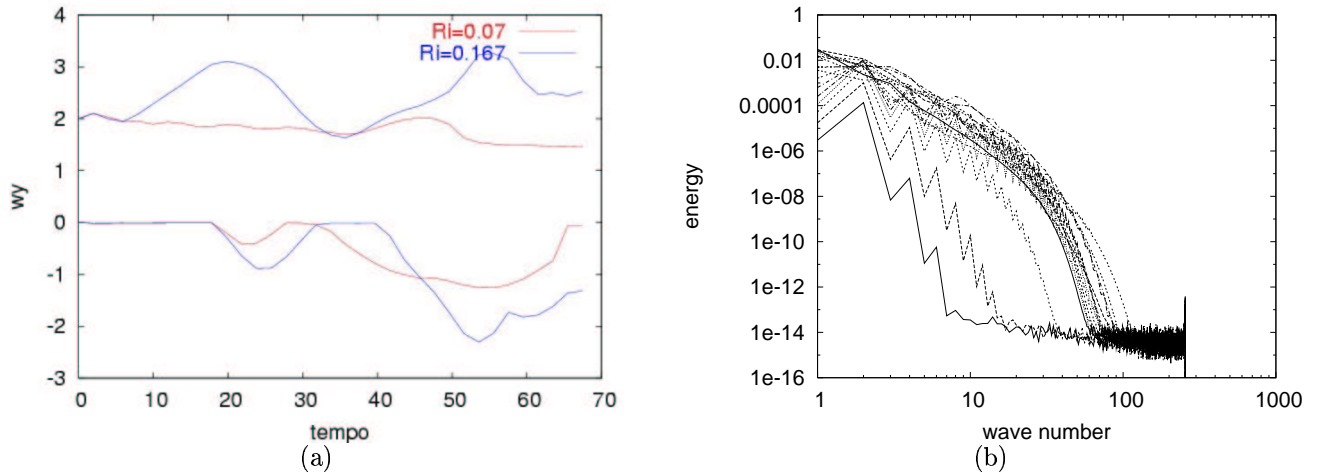 4
3
2
1
0
-1
-2
-3
wy
0
10
20
30
40
50
60
70
tempo
Ri=0.07
Ri=0.167
(a)
1
0.01
0.0001
1e-06
1e-08
1e-10
1e-12
1e-14
1e-16
energy
1
10
100
1000
wave number
(b)